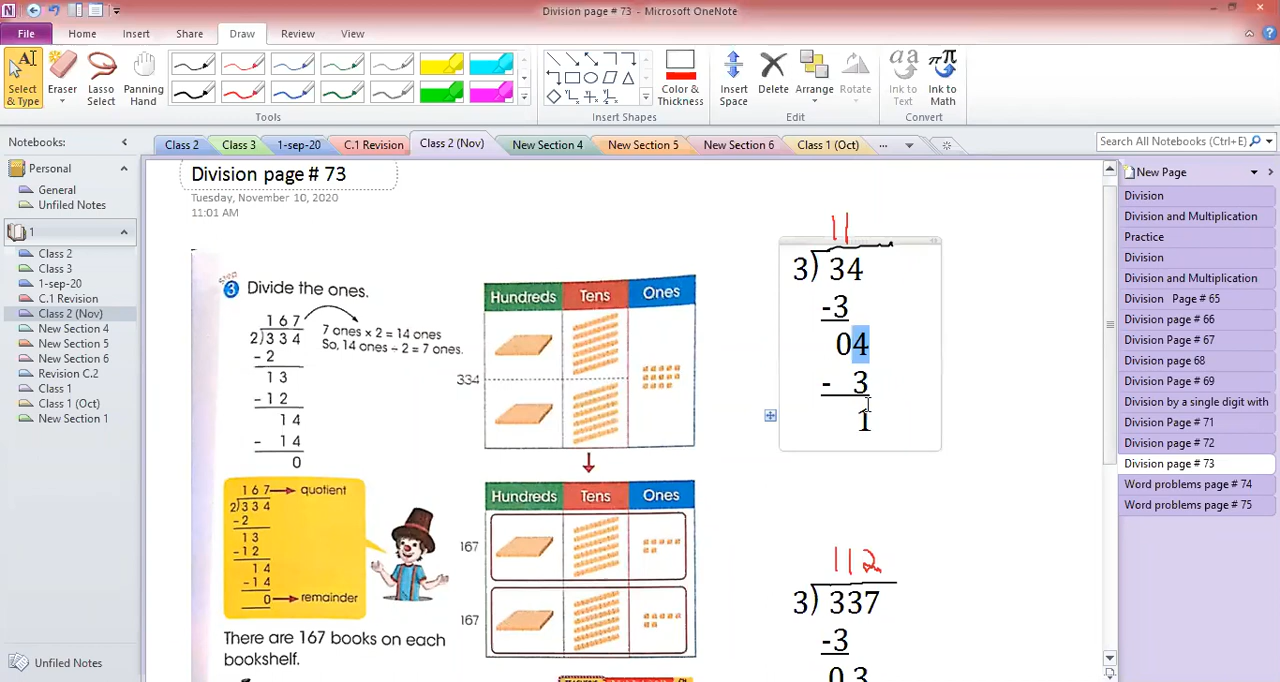 Division page # 73 - Microsoft OneNote
File Home Insert Share Draw Review View
Select & Type
Eraser
Lasso Select
Panning Hand
Color & Thickness
Insert Space
Delete
Arrange
Rotate
Ink to Text
Ink to Math
Tools
Insert Shapes
Edit
Convert
Notebooks:
Class 2
Class 3
1-sep-20
C.1 Revision
Class 2 (Nov)
New Section 4
New Section 5
New Section 6
Class 1 (Oct)
...
Search All Notebooks (Ctrl+E)
Personal
General
Unfiled Notes
1
Class 2
Class 3
1-sep-20
C.1 Revision
Class 2 (Nov)
New Section 4
New Section 5
New Section 6
Revision C.2
Class 1
Class 1 (Oct)
New Section 1
Unfiled Notes
Division page # 73
Tuesday, November 10, 2020
11:01 AM
STEP
3 Divide the ones.
167
2)334
-2
13
-12
14
- 14
0
7 ones × 2 = 14 ones
So, 14 ones ÷ 2 = 7 ones.
Hundreds Tens Ones
334
Hundreds Tens Ones
167
167
167 → quotient
2)334
-2
13
-12
14
-14
0 → remainder
There are 167 books on each
bookshelf.
11
3) 34
-3
04
- 3
1
112
3) 337
-3
03
New Page
Division
Division and Multiplication
Practice
Division
Division and Multiplication
Division Page # 65
Division page # 66
Division Page # 67
Division page 68
Division Page # 69
Division by a single digit with
Division Page # 71
Division page # 72
Division page # 73
Word problems page # 74
Word problems page # 75